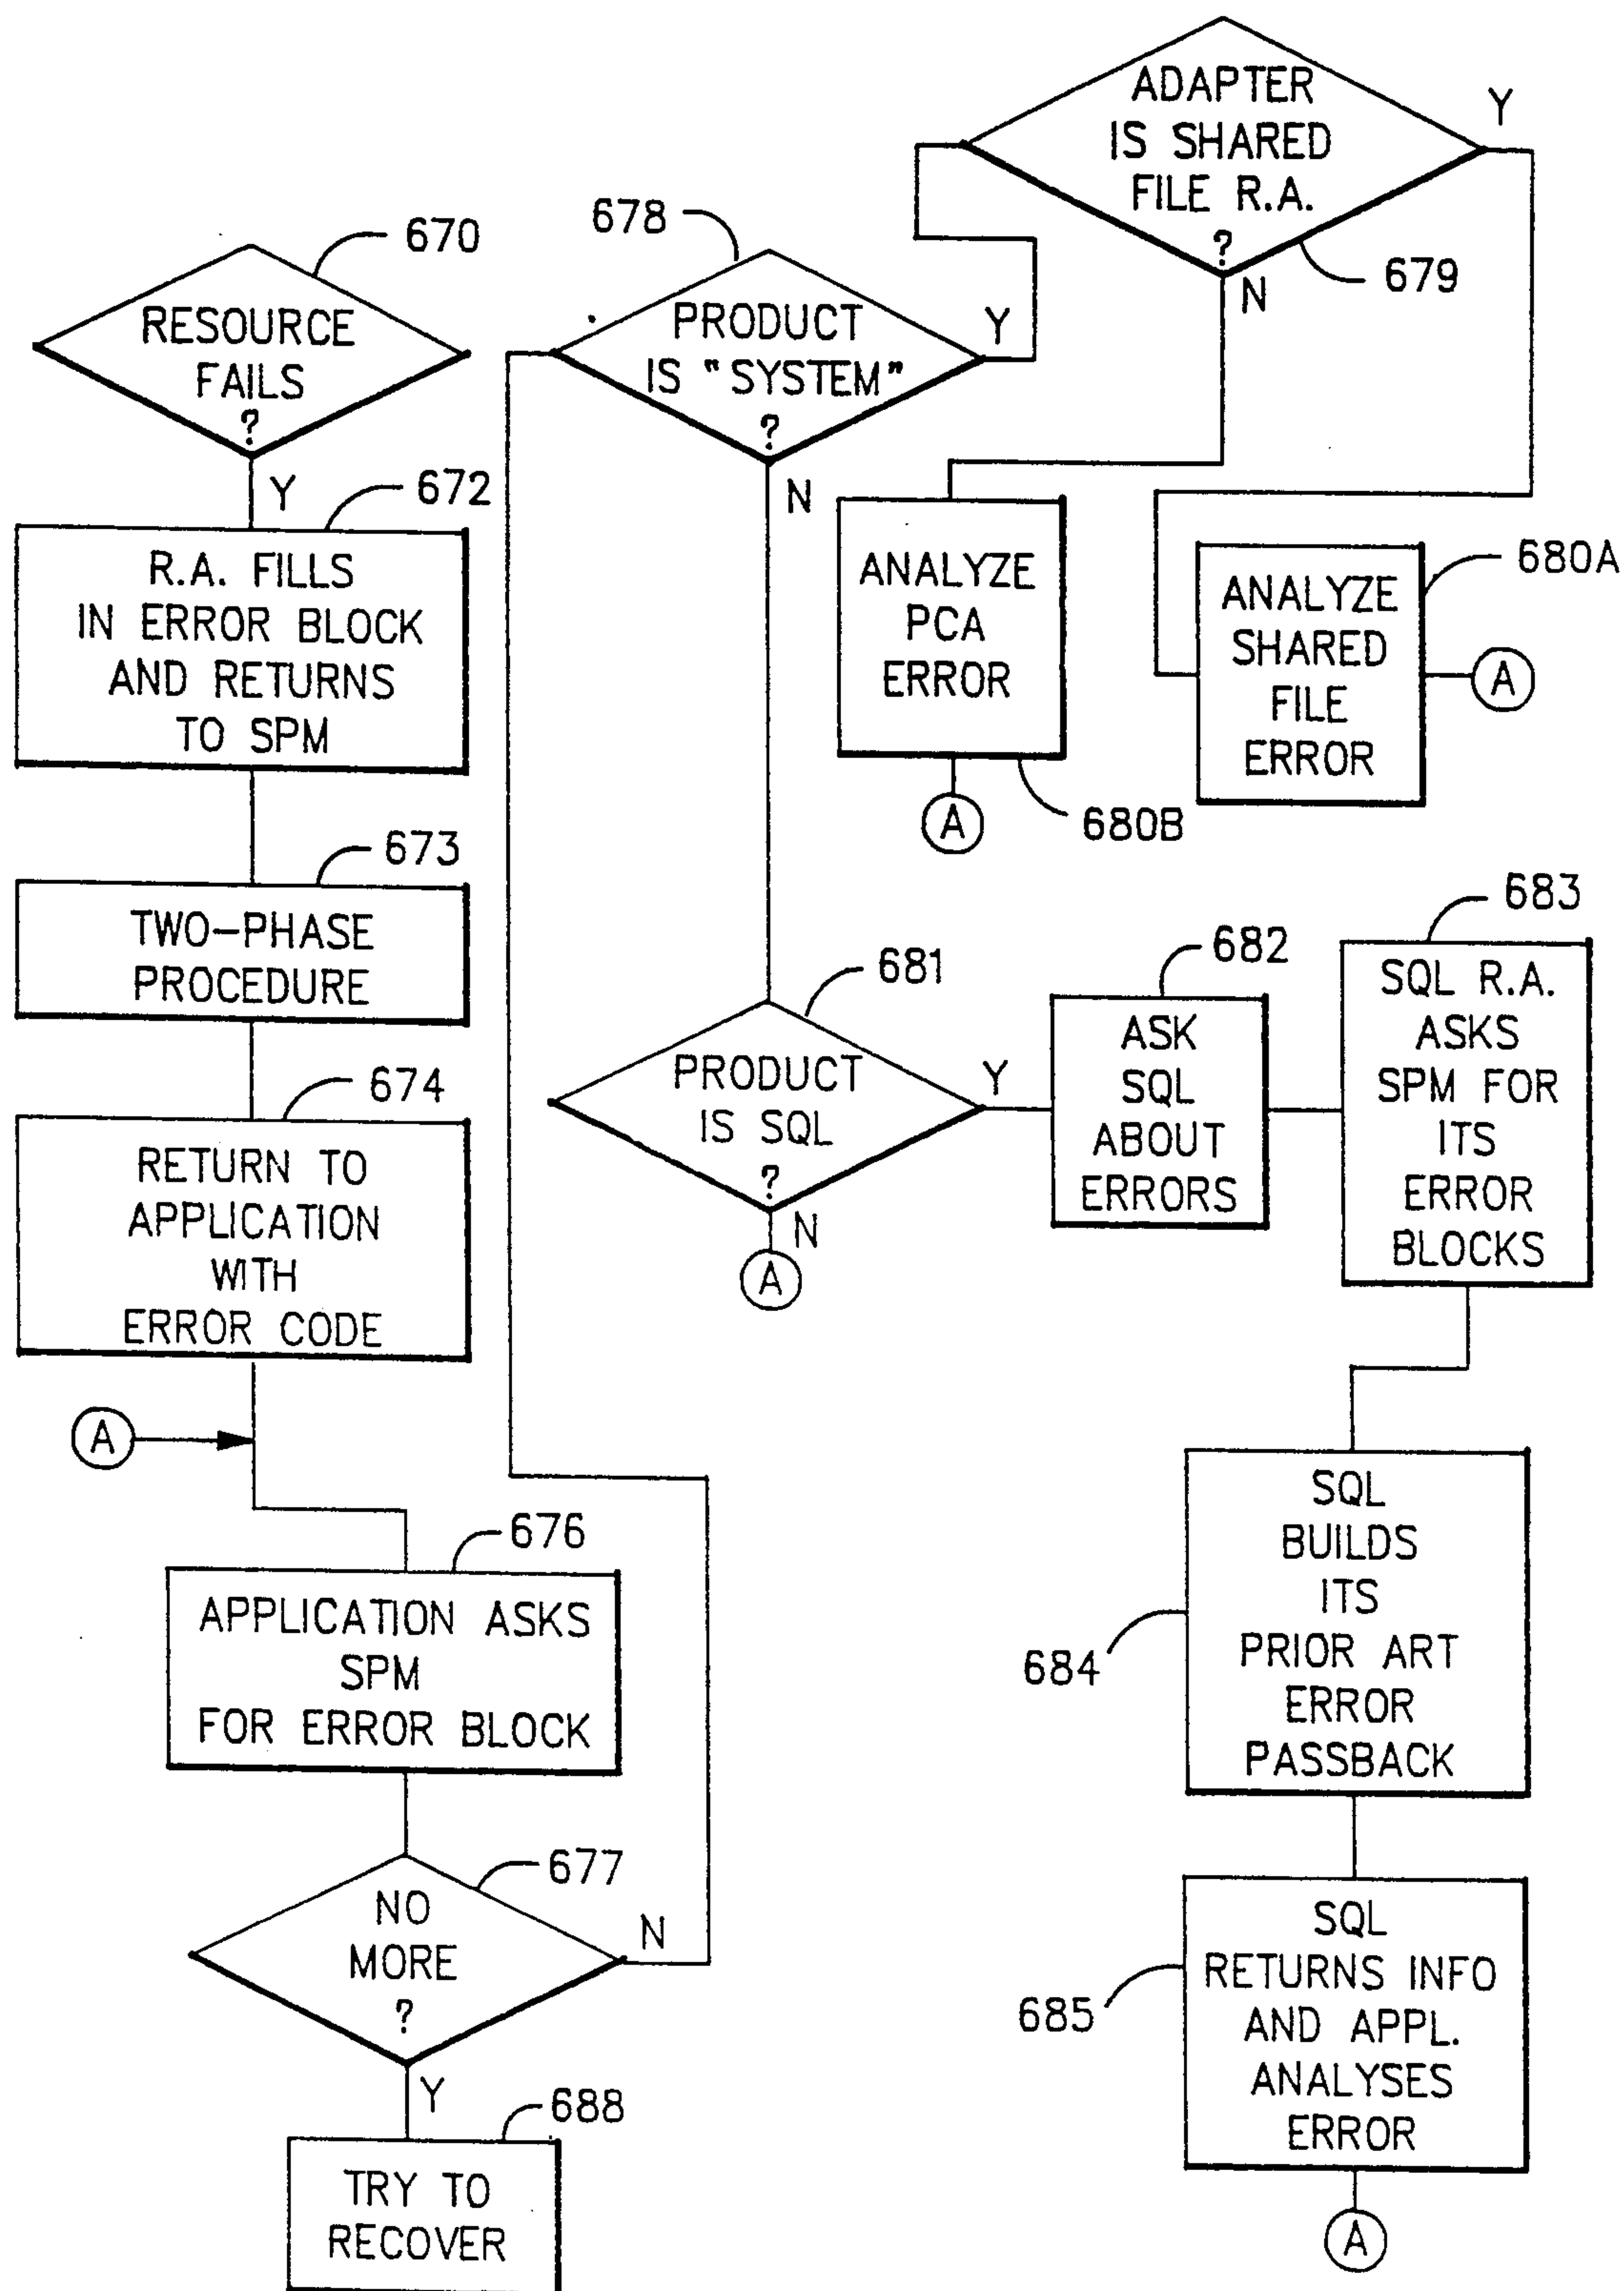 670
RESOURCE
FAILS
?
Y
672
R.A. FILLS
IN ERROR BLOCK
AND RETURNS
TO SPM
673
TWO-PHASE
PROCEDURE
674
RETURN TO
APPLICATION
WITH
ERROR CODE
A
676
APPLICATION ASKS
SPM
FOR ERROR BLOCK
677
NO
MORE
?
N
Y
688
TRY TO
RECOVER
678
PRODUCT
IS "SYSTEM"
?
Y
N
ADAPTER
IS SHARED
FILE R.A.
?
Y
N
679
ANALYZE
PCA
ERROR
680B
A
680A
ANALYZE
SHARED
FILE
ERROR
A
681
PRODUCT
IS SQL
?
Y
N
A
682
ASK
SQL
ABOUT
ERRORS
683
SQL R.A.
ASKS
SPM FOR
ITS
ERROR
BLOCKS
684
SQL
BUILDS
ITS
PRIOR ART
ERROR
PASSBACK
685
SQL
RETURNS INFO
AND APPL.
ANALYSES
ERROR
A